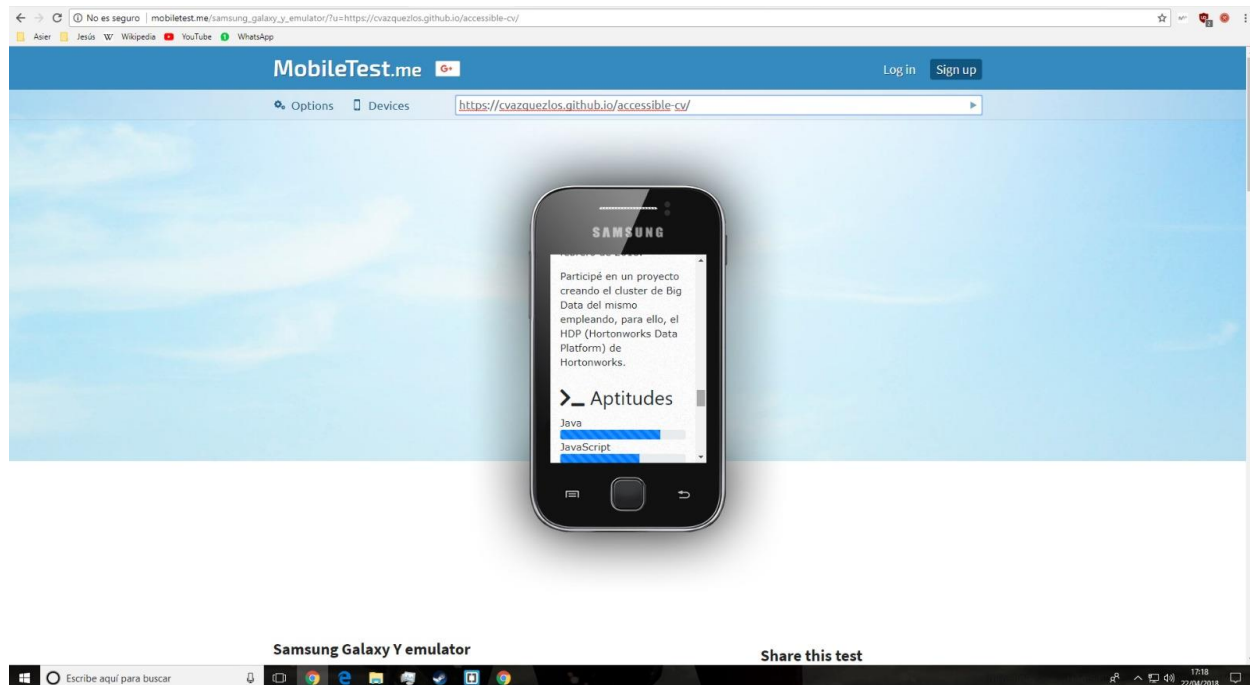 No es seguro | mobiletest.me/samsung_galaxy_y_emulator/?u=https://cvazquezlos.github.io/accessible-cv/
Asier Jesús W Wikipedia YouTube 1 WhatsApp
MobileTest.me G+ Log in Sign up
Options Devices https://cvazquezlos.github.io/accessible-cv/
SAMSUNG
Participé en un proyecto
creando el cluster de Big
Data del mismo
empleando, para ello, el
HDP (Hortonworks Data
Platform) de
Hortonworks.
>_ Aptitudes
Java
JavaScript
Samsung Galaxy Y emulator
Share this test
Escribe aquí para buscar
17:18
22/04/2018